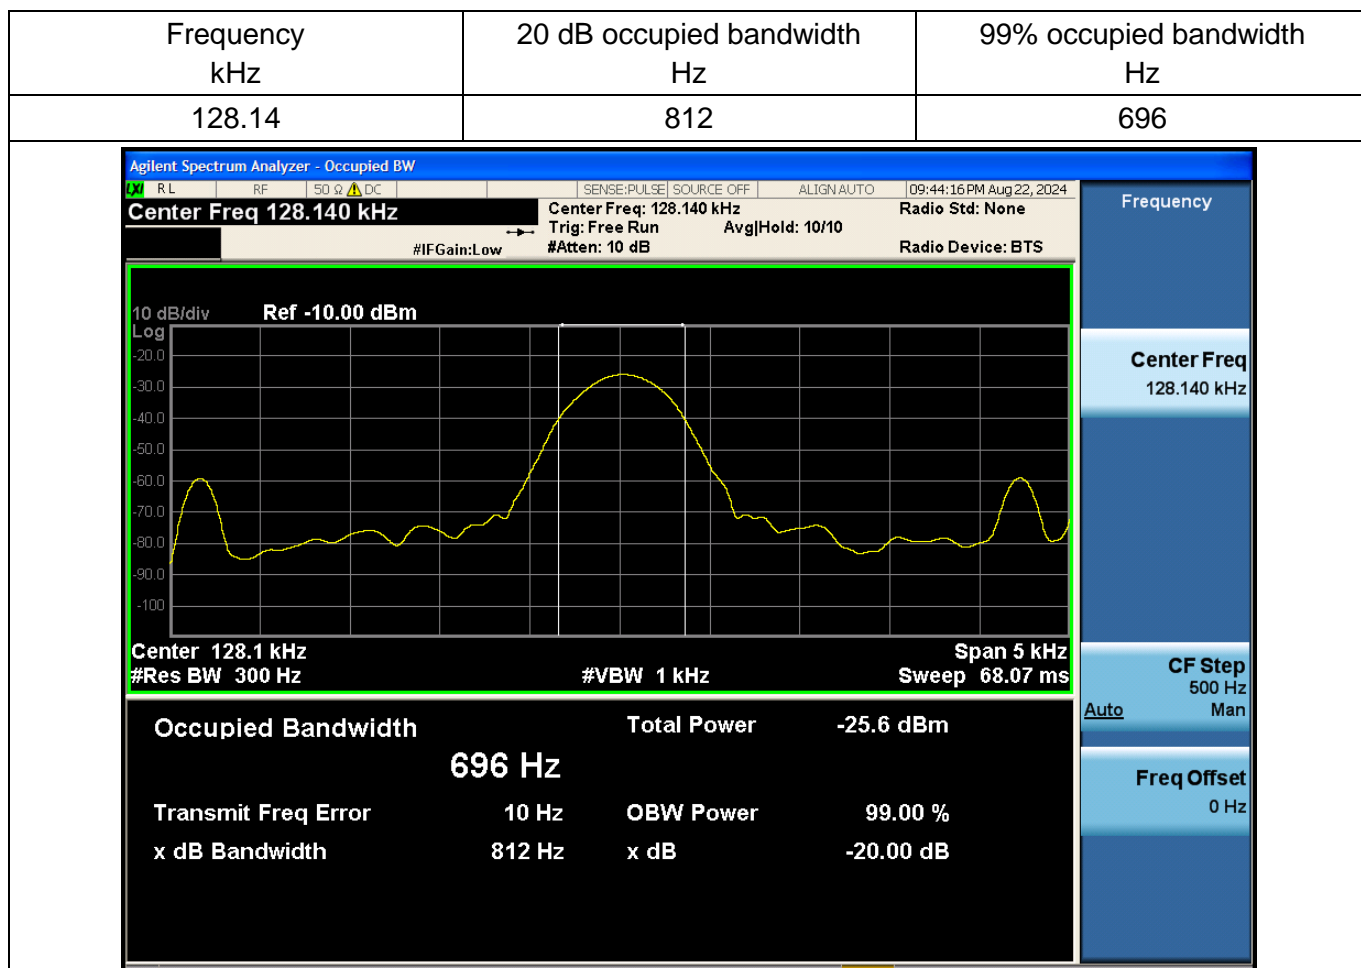 Frequency 20 dB occupied bandwidth 99% occupied bandwidth
kHz Hz Hz
128.14 812 696
Agilent Spectrum Analyzer - Occupied BW
LXI RL RF 50 Ω DC SENSE:PULSE SOURCE OFF ALIGN AUTO 09:44:16 PM Aug 22, 2024
Center Freq 128.140 kHz Center Freq: 128.140 kHz Radio Std: None
Trig: Free Run Avg|Hold: 10/10
#IFGain:Low #Atten: 10 dB Radio Device: BTS
Frequency
10 dB/div Ref -10.00 dBm
Log
-20.0
-30.0
-40.0
-50.0
-60.0
-70.0
-80.0
-90.0
-100
Center 128.1 kHz Span 5 kHz
#Res BW 300 Hz #VBW 1 kHz Sweep 68.07 ms
Occupied Bandwidth Total Power -25.6 dBm
696 Hz
Transmit Freq Error 10 Hz OBW Power 99.00 %
x dB Bandwidth 812 Hz x dB -20.00 dB
Center Freq
128.140 kHz
CF Step
500 Hz
Auto Man
Freq Offset
0 Hz